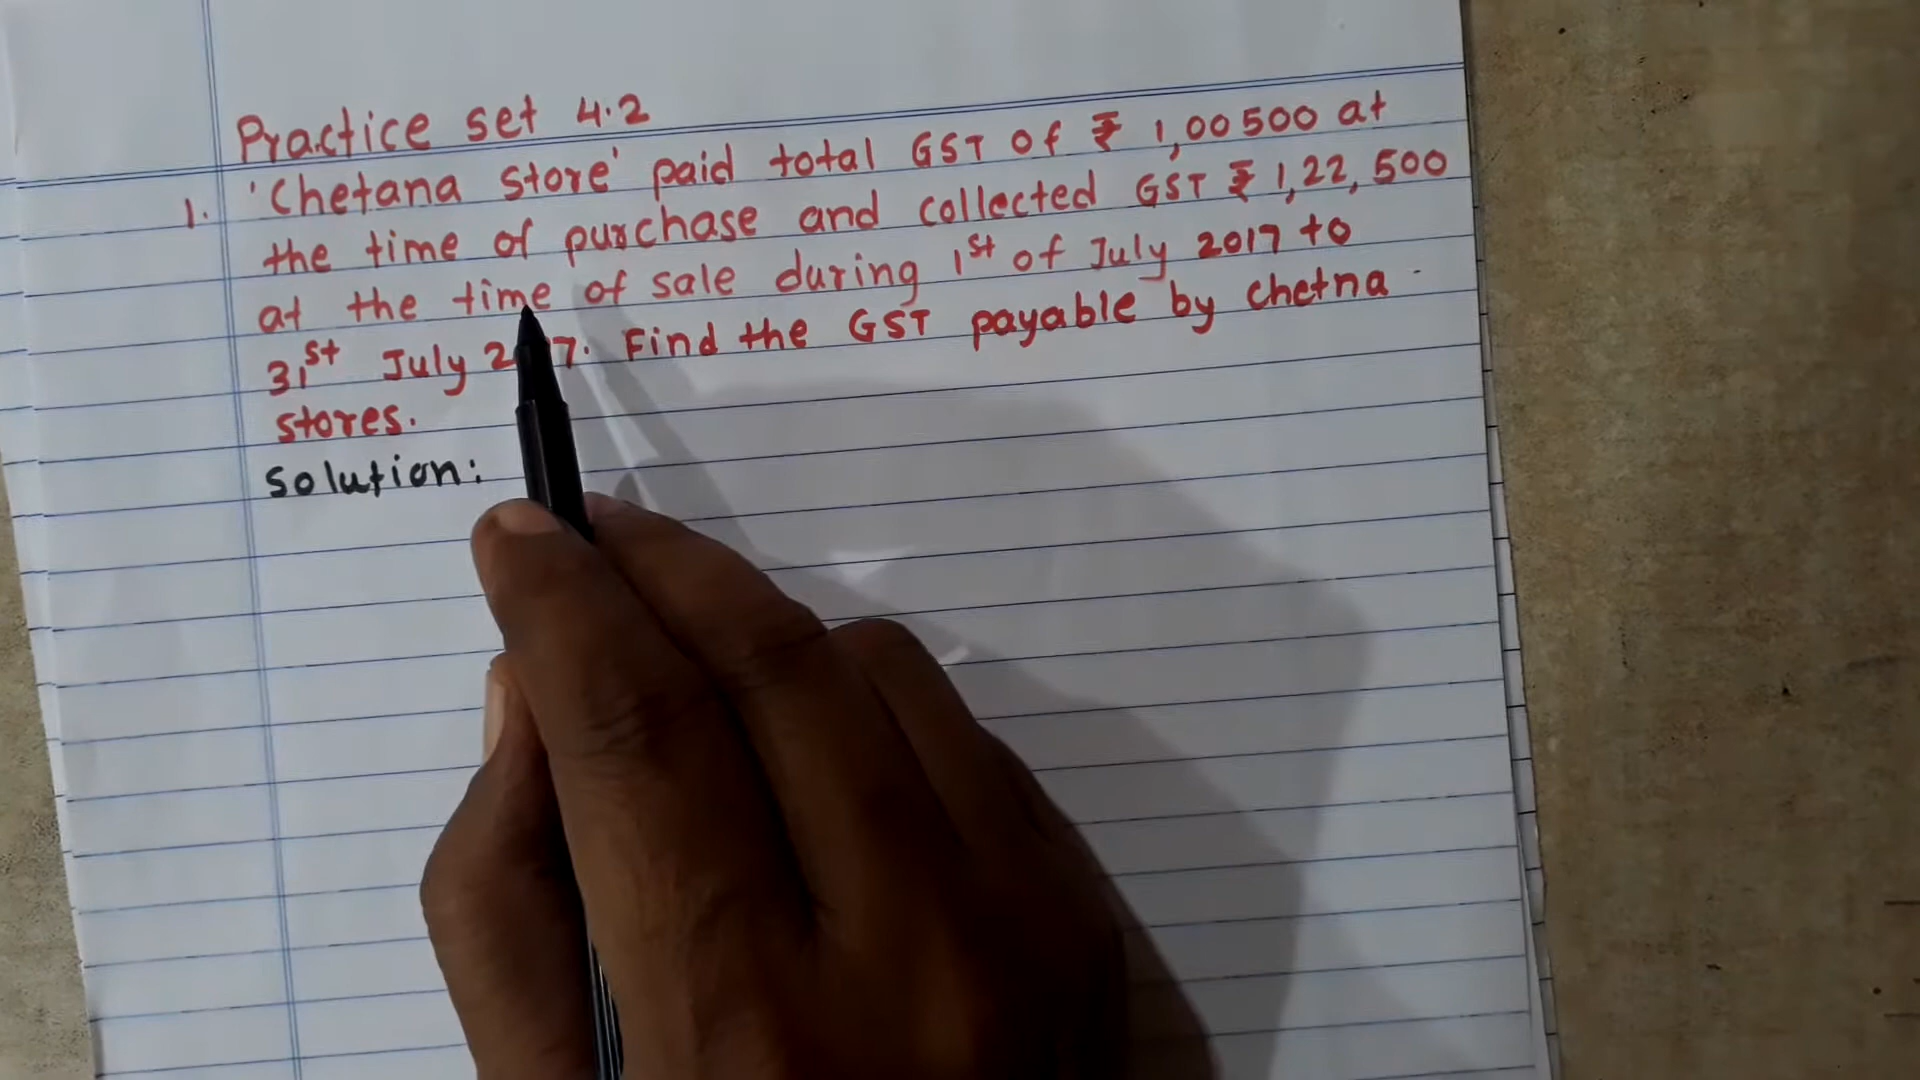 Practice set 4.2
1. 'Chetana store' paid total GST of ₹ 1,00500 at
the time of purchase and collected GST ₹ 1,22,500
at the time of sale during 1st of July 2017 to
31st July 2 7. Find the GST payable by chetna
stores.
Solution: